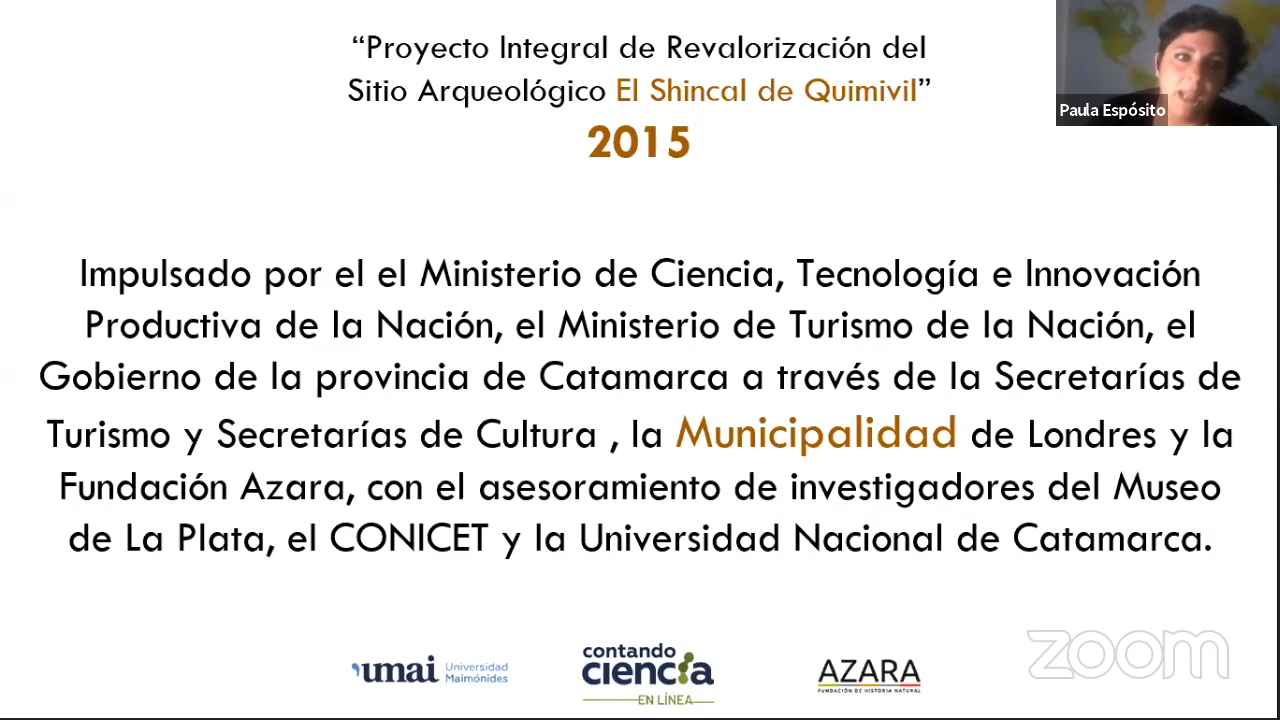 “Proyecto Integral de Revalorización del
Sitio Arqueológico El Shincal de Quimivil”
2015
Paula Espósito
Impulsado por el el Ministerio de Ciencia, Tecnología e Innovación
Productiva de la Nación, el Ministerio de Turismo de la Nación, el
Gobierno de la provincia de Catamarca a través de la Secretarías de
Turismo y Secretarías de Cultura , la Municipalidad de Londres y la
Fundación Azara, con el asesoramiento de investigadores del Museo
de La Plata, el CONICET y la Universidad Nacional de Catamarca.
umai Universidad
Maimónides
contando
ciencia
EN LÍNEA
AZARA
FUNDACIÓN DE HISTORIA NATURAL
zoom